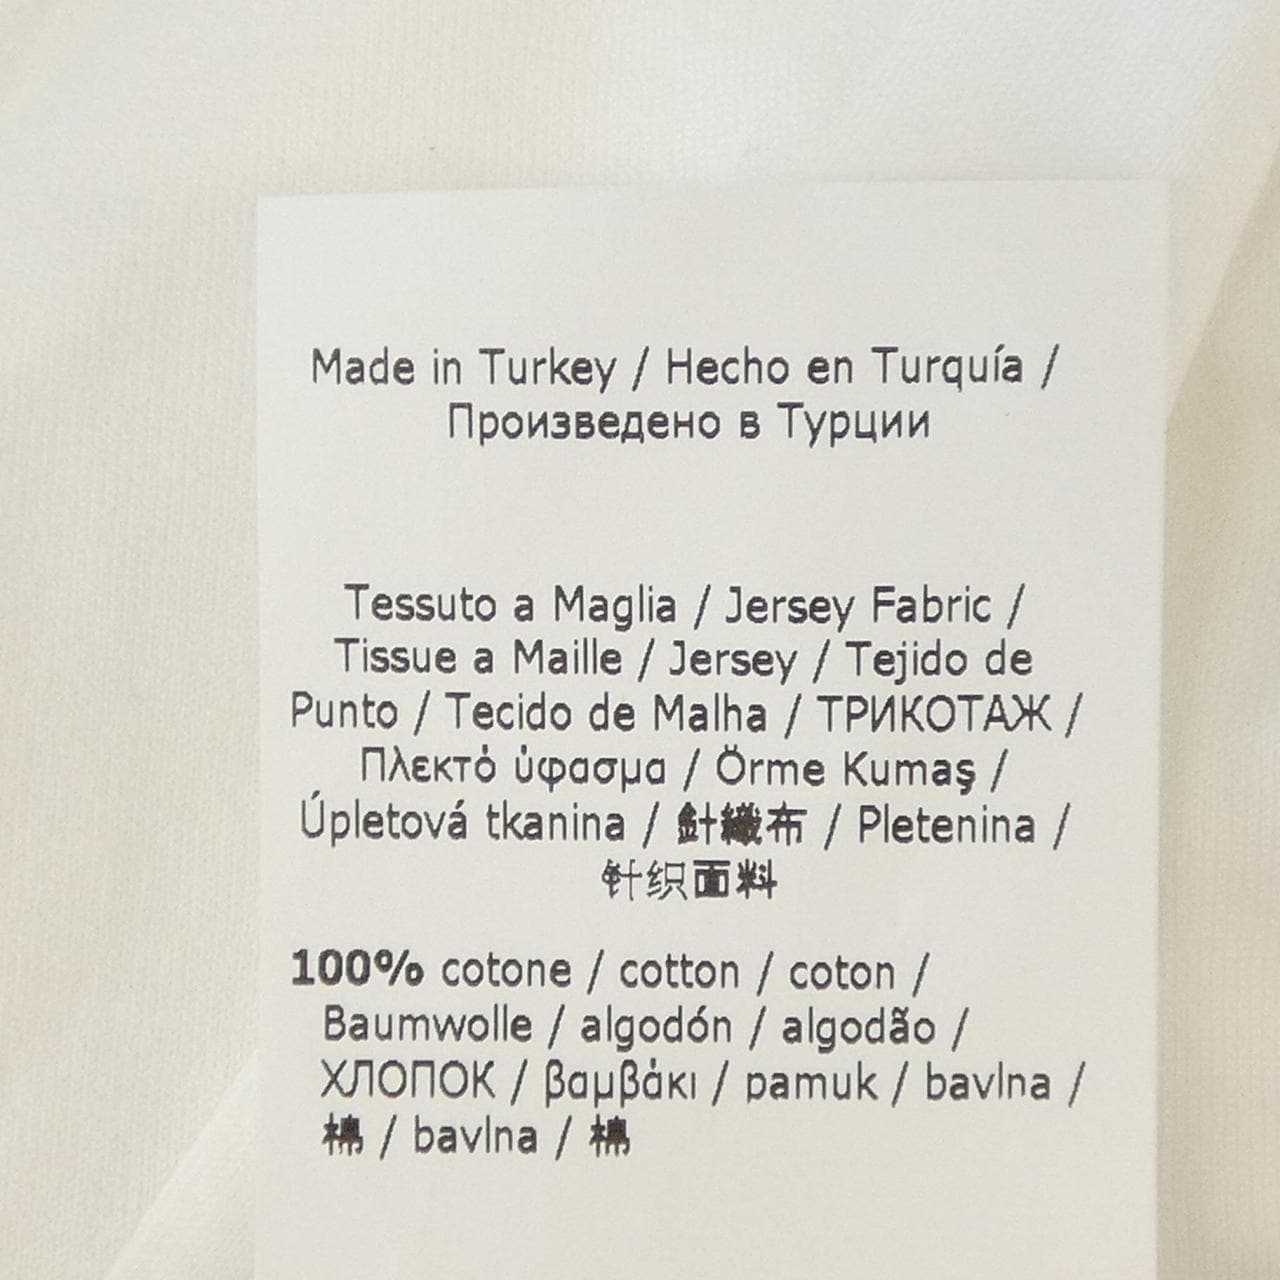 Made in Turkey / Hecho en Turquía /
Произведено в Турции
Tessuto a Maglia / Jersey Fabric /
Tissue a Maille / Jersey / Tejido de
Punto / Tecido de Malha / ТРИКОТАЖ /
Πλεκτὸ ὑφασμα / Örme Kumaş /
Úpletová tkanina / 針織布 / Pletenina /
针织面料
100% cotone / cotton / coton /
Baumwolle / algodón / algodão /
ХЛОПОК / βαμβάκι / pamuk / bavlna /
棉 / bavlna / 棉